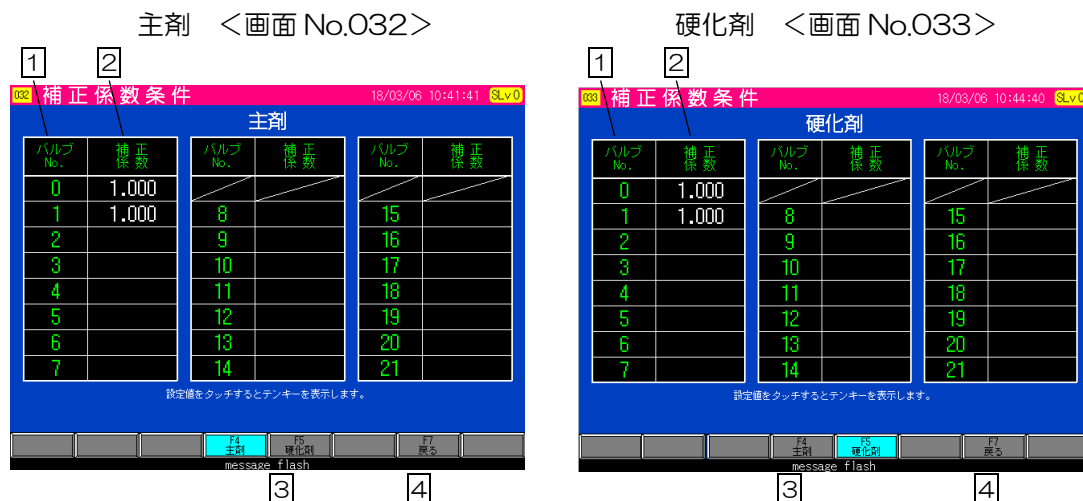 主剤　＜画面 No.032＞
1 2
032 補正係数条件 18/03/06 10:41:41 SLv0
主剤
バルブ No. 補正係数 バルブ No. 補正係数 バルブ No. 補正係数
0 1.000
1 1.000 8 15
2 9 16
3 10 17
4 11 18
5 12 19
6 13 20
7 14 21
設定値をタッチするとテンキーを表示します。
F4 主剤 F5 硬化剤 F7 戻る
message flash
3 4
硬化剤　＜画面 No.033＞
1 2
033 補正係数条件 18/03/06 10:44:40 SLv0
硬化剤
バルブ No. 補正係数 バルブ No. 補正係数 バルブ No. 補正係数
0 1.000
1 1.000 8 15
2 9 16
3 10 17
4 11 18
5 12 19
6 13 20
7 14 21
設定値をタッチするとテンキーを表示します。
F4 主剤 F5 硬化剤 F7 戻る
message flash
3 4